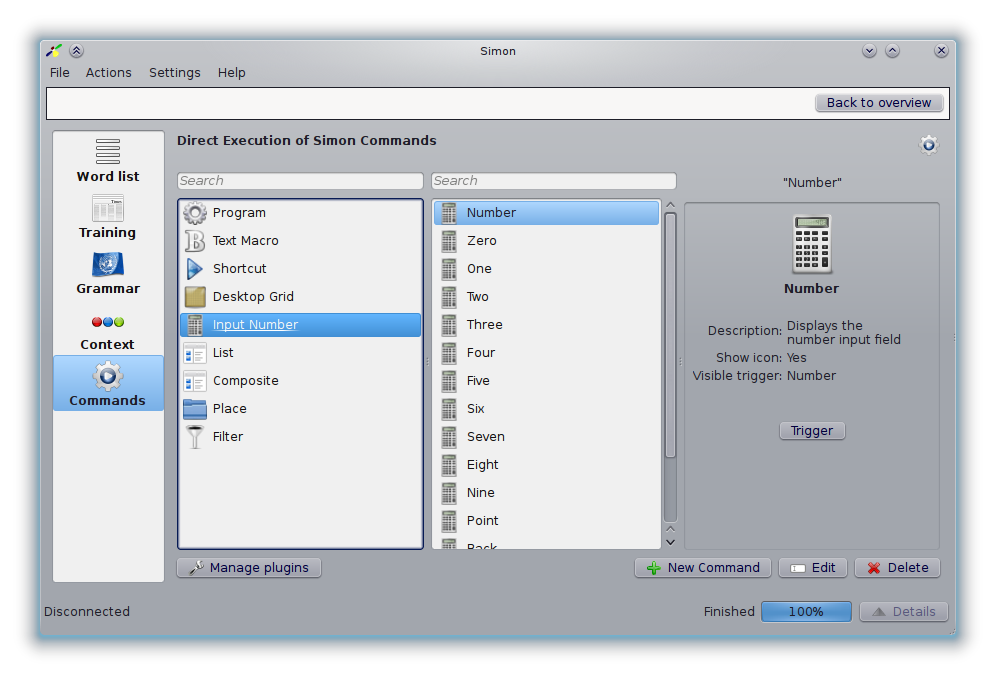 Simon
File Actions Settings Help
Back to overview
Word list
Training
Grammar
Context
Commands
Direct Execution of Simon Commands
Search
Program
Text Macro
Shortcut
Desktop Grid
Input Number
List
Composite
Place
Filter
Manage plugins
Search
Number
Zero
One
Two
Three
Four
Five
Six
Seven
Eight
Nine
Point
Back
"Number"
Number
Description: Displays the
number input field
Show icon: Yes
Visible trigger: Number
Trigger
New Command Edit Delete
Disconnected
Finished 100% Details